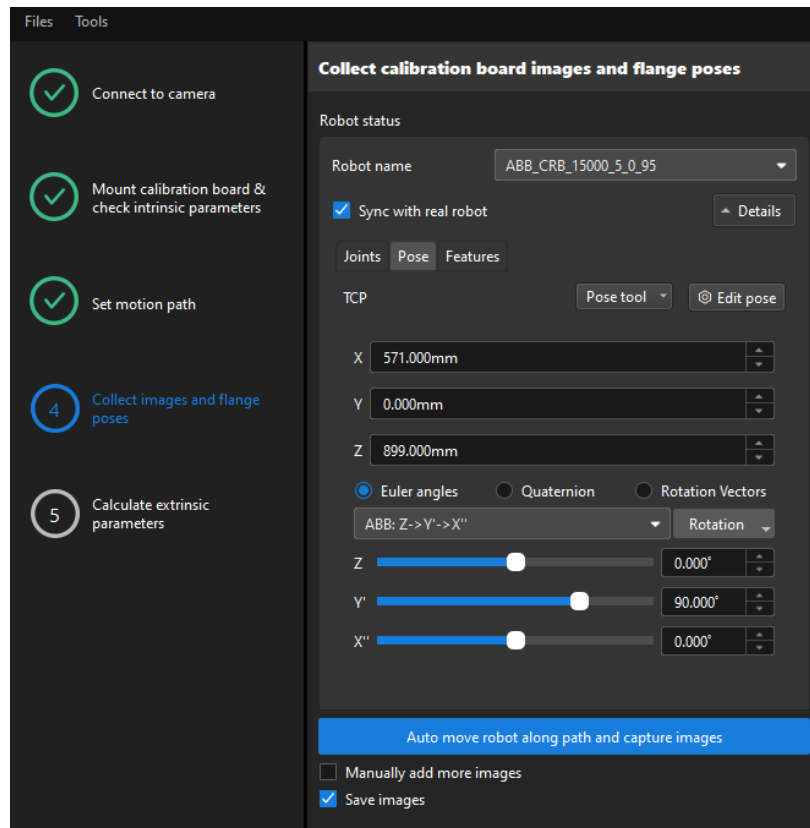 Files Tools
Connect to camera
Mount calibration board &
check intrinsic parameters
Set motion path
4
Collect images and flange
poses
5
Calculate extrinsic
parameters
Collect calibration board images and flange poses
Robot status
Robot name ABB_CRB_15000_5_0_95
Sync with real robot Details
Joints Pose Features
TCP Pose tool Edit pose
X 571.000mm
Y 0.000mm
Z 899.000mm
Euler angles Quaternion Rotation Vectors
ABB: Z->Y'->X'' Rotation
Z 0.000°
Y' 90.000°
X'' 0.000°
Auto move robot along path and capture images
Manually add more images
Save images